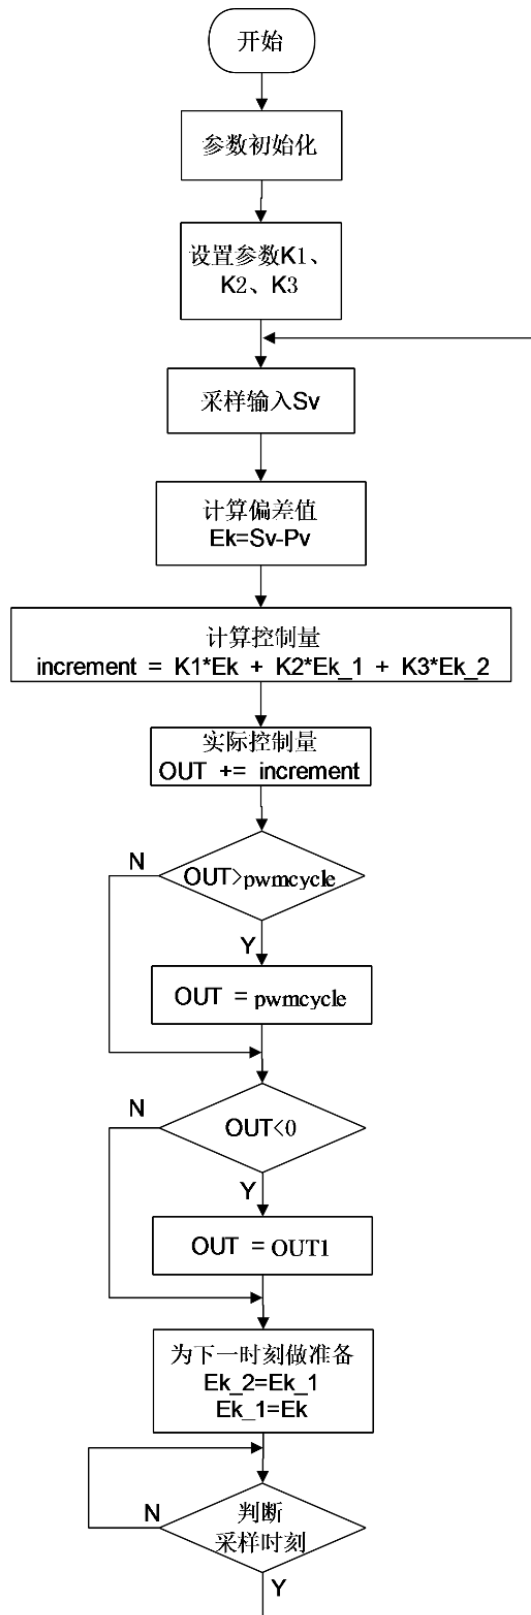 开始
参数初始化
设置参数K1、
K2、K3
采样输入Sv
计算偏差值
Ek=Sv-Pv
计算控制量
increment = K1*Ek + K2*Ek_1 + K3*Ek_2
实际控制量
OUT += increment
N
OUT>pwmcycle
Y
OUT = pwmcycle
N
OUT<0
Y
OUT = OUT1
为下一时刻做准备
Ek_2=Ek_1
Ek_1=Ek
N
判断
采样时刻
Y